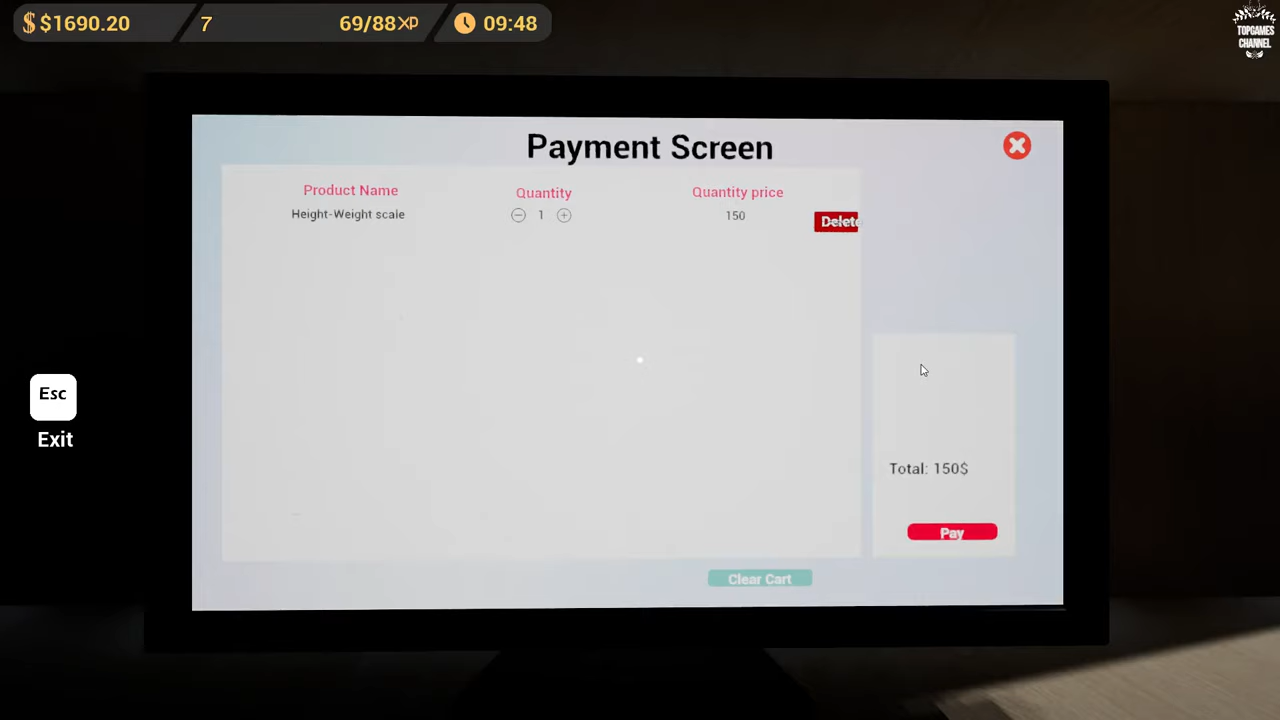 $1690.20
7
69/88XP
09:48
TOPGAMES
CHANNEL
Payment Screen
Product Name
Quantity
Quantity price
Height-Weight scale
1
150
Delete
Esc
Exit
Total: 150$
Pay
Clear Cart